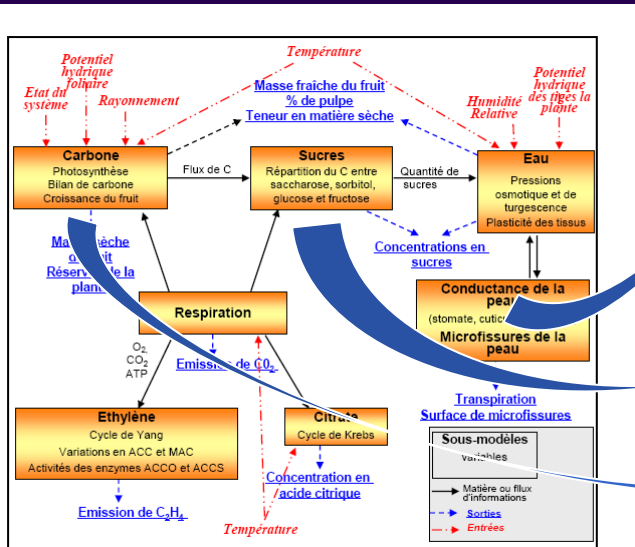 Température
Potentiel
hydrique
foliaire
Etat du
système
Rayonnement
Masse fraîche du fruit
% de pulpe
Teneur en matière sèche
Humidité
Relative
Potentiel
hydrique
des tiges la
plante
Carbone
Photosynthèse
Bilan de carbone
Croissance du fruit
Flux de C
Sucres
Répartition du C entre
saccharose, sorbitol,
glucose et fructose
Quantité de
sucres
Eau
Pressions
osmotique et de
turgescence
Plasticité des tissus
sèche
Réserve de la
Concentrations en
sucres
Respiration
Conductance de la
peau
(stomate,
Microfissures de la
peau
O₂,
CO₂
ATP
Emission de C0₂
Transpiration
Surface de microfissures
Ethylène
Cycle de Yang
Variations en ACC et MAC
Activités des enzymes ACCO et ACCS
Citrate
Cycle de Krebs
Sous-modèles
Variables
Matière ou fllux
d'informations
Sorties
Entrées
Concentration en
acide citrique
Emission de C₂H₄
Température